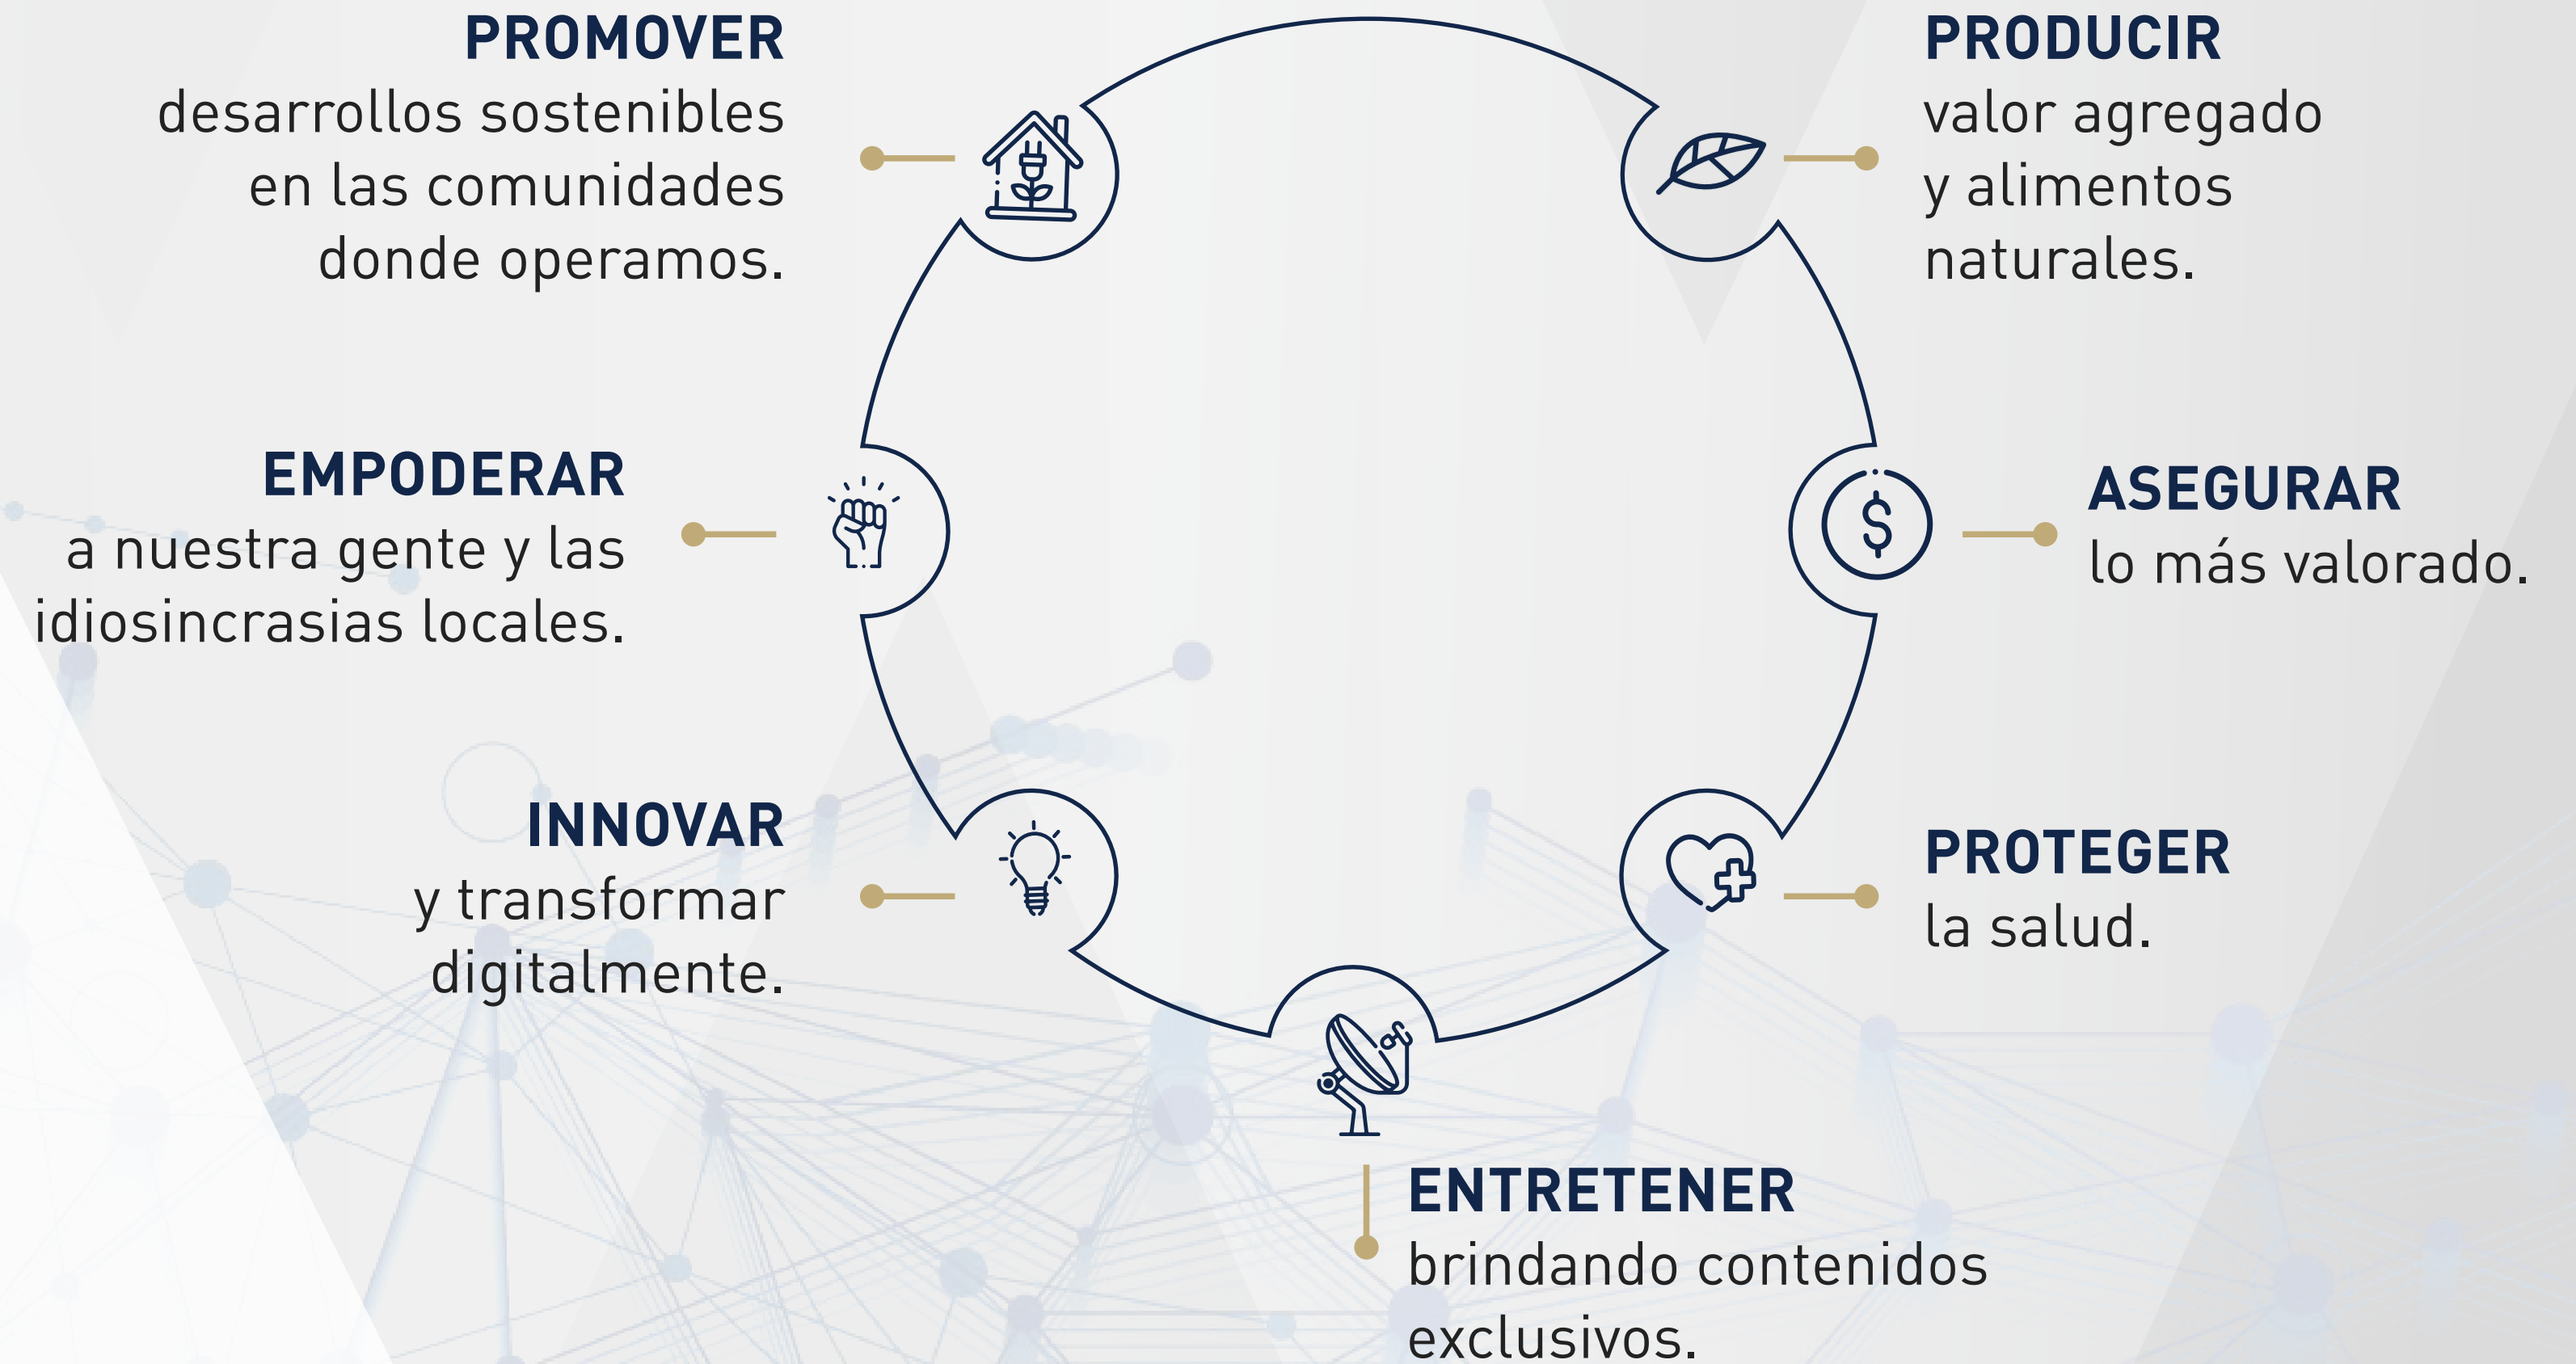 PROMOVER
desarrollos sostenibles
en las comunidades
donde operamos.
PRODUCIR
valor agregado
y alimentos
naturales.
EMPODERAR
a nuestra gente y las
idiosincrasias locales.
$
ASEGURAR
lo más valorado.
INNOVAR
y transformar
digitalmente.
PROTEGER
la salud.
ENTRETENER
brindando contenidos
exclusivos.